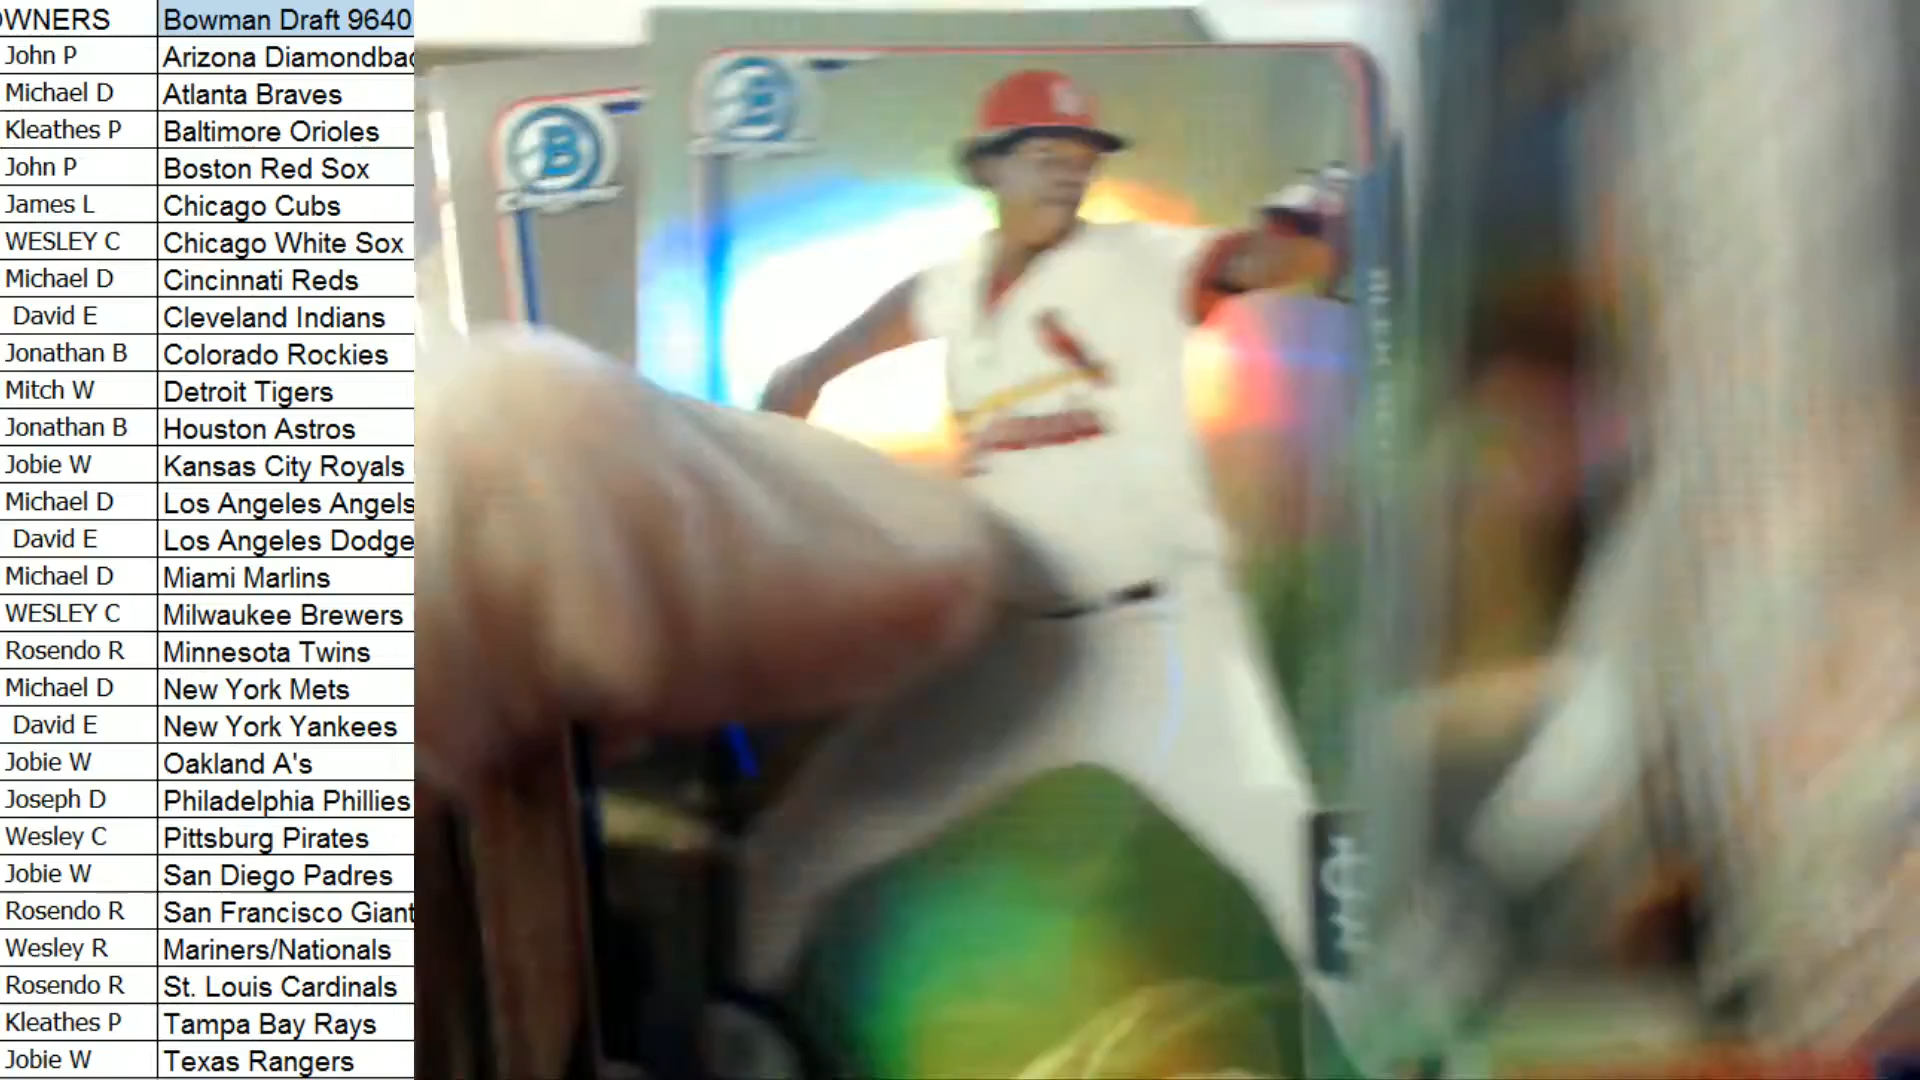 OWNERS Bowman Draft 9640
John P Arizona Diamondbac
Michael D Atlanta Braves
Kleathes P Baltimore Orioles
John P Boston Red Sox
James L Chicago Cubs
WESLEY C Chicago White Sox
Michael D Cincinnati Reds
David E Cleveland Indians
Jonathan B Colorado Rockies
Mitch W Detroit Tigers
Jonathan B Houston Astros
Jobie W Kansas City Royals
Michael D Los Angeles Angels
David E Los Angeles Dodge
Michael D Miami Marlins
WESLEY C Milwaukee Brewers
Rosendo R Minnesota Twins
Michael D New York Mets
David E New York Yankees
Jobie W Oakland A's
Joseph D Philadelphia Phillies
Wesley C Pittsburg Pirates
Jobie W San Diego Padres
Rosendo R San Francisco Giant
Wesley R Mariners/Nationals
Rosendo R St. Louis Cardinals
Kleathes P Tampa Bay Rays
Jobie W Texas Rangers
B
B